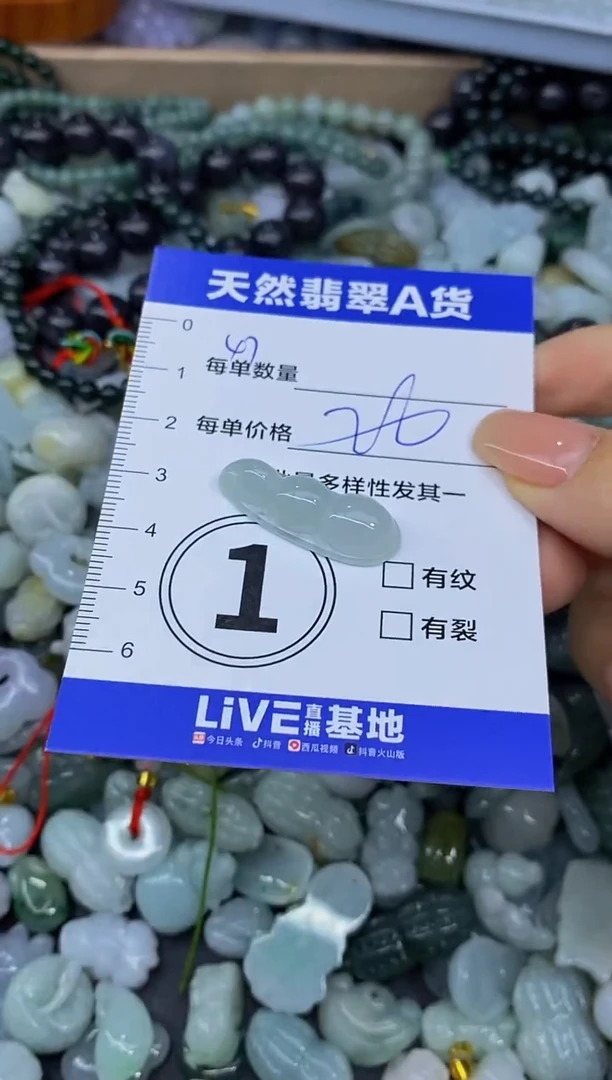 天然翡翠A货
0
1
2
3
4
5
6
每单数量
每单价格
多样性发其一
1
有纹
有裂
LiVE直播基地
今日头条 抖音 西瓜视频 抖音火山版